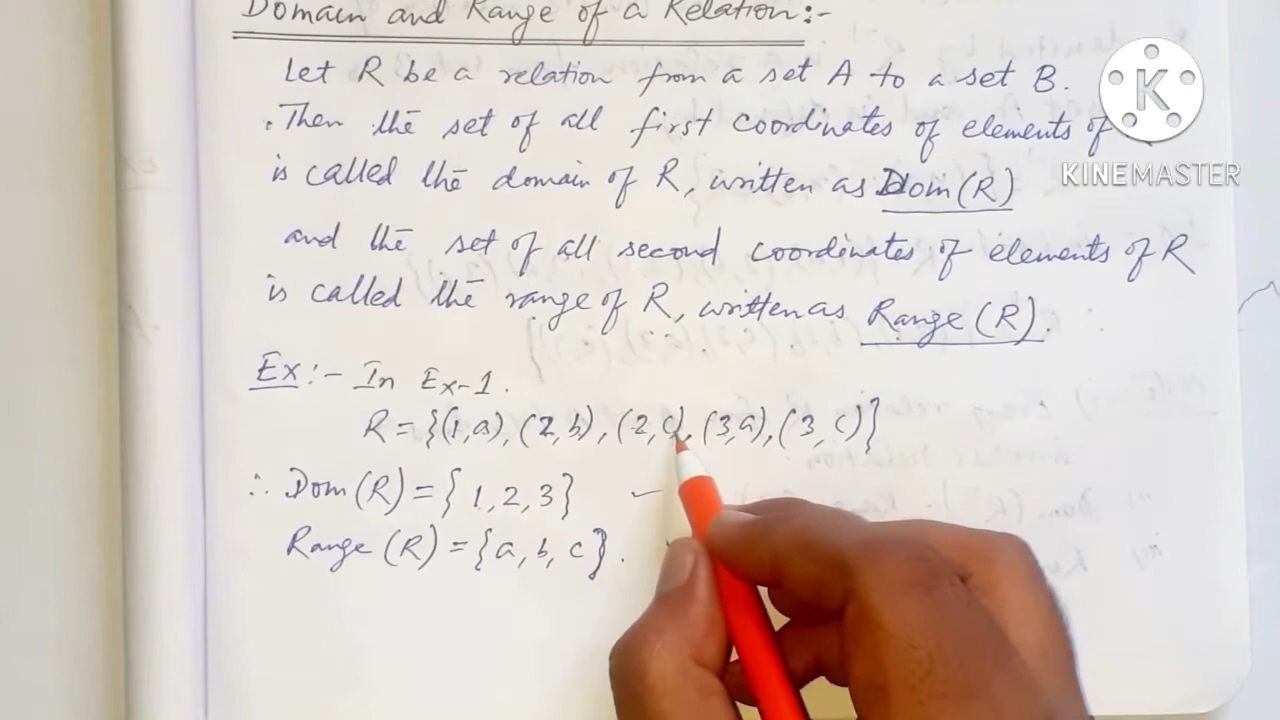 Domain and Range of a Relation:-
Let R be a relation from a set A to a set B.
Then the set of all first coordinates of elements of
is called the domain of R, written as Dom(R)
and the set of all second coordinates of elements of R
is called the range of R, written as Range (R).
Ex:- In Ex-1.
R = {(1,a), (2,b), (2,c), (3,a), (3,c)}
∴ Dom(R) = {1,2,3}
Range (R) = {a, b, c}.
K
KINEMASTER